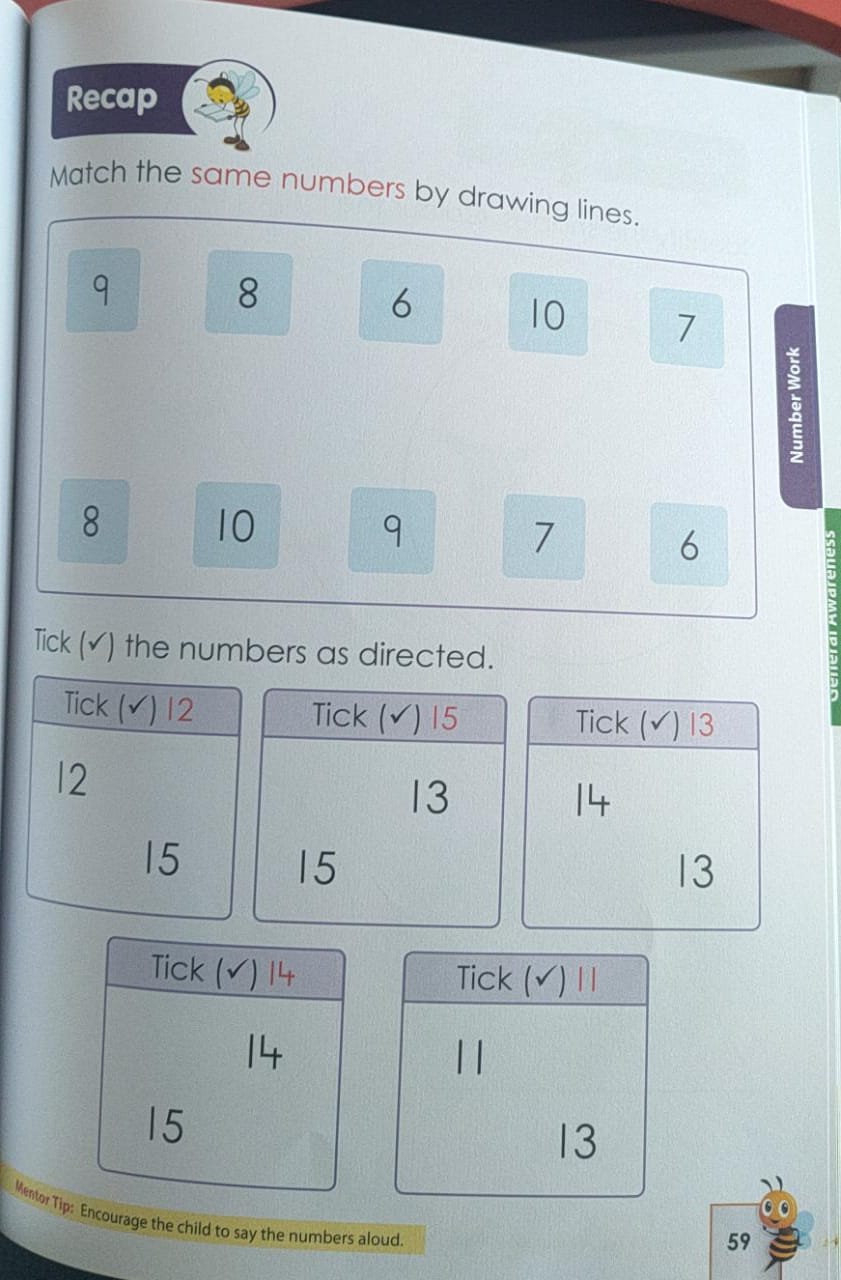 Recap
Match the same numbers by drawing lines.
9 8 6 10 7
8 10 9 7 6
Number Work
General Awareness
Tick (✓) the numbers as directed.
Tick (✓) 12
12
15
Tick (✓) 15
13
15
Tick (✓) 13
14
13
Tick (✓) 14
14
15
Tick (✓) 11
11
13
Mentor Tip: Encourage the child to say the numbers aloud.
59